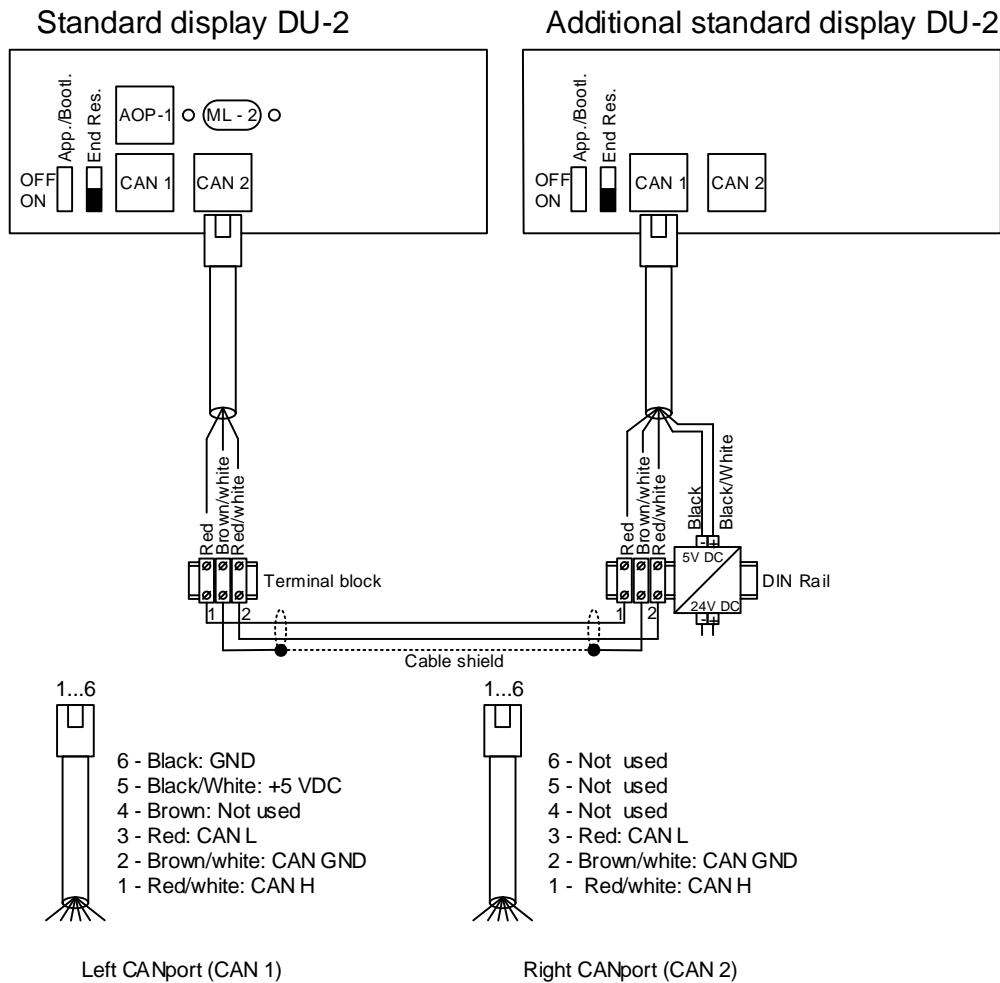 Standard display DU-2
Additional standard display DU-2
App./Bootl.
End Res.
AOP-1
ML - 2
OFF
ON
CAN 1
CAN 2
App./Bootl.
End Res.
OFF
ON
CAN 1
CAN 2
Red
Brown/white
Red/white
Red
Brown/white
Red/white
Black
Black/White
- +
5V DC
24V DC
- +
Terminal block
DIN Rail
1
2
1
2
Cable shield
1...6
6 - Black: GND
5 - Black/White: +5 VDC
4 - Brown: Not used
3 - Red: CAN L
2 - Brown/white: CAN GND
1 - Red/white: CAN H
Left CANport (CAN 1)
1...6
6 - Not used
5 - Not used
4 - Not used
3 - Red: CAN L
2 - Brown/white: CAN GND
1 - Red/white: CAN H
Right CANport (CAN 2)